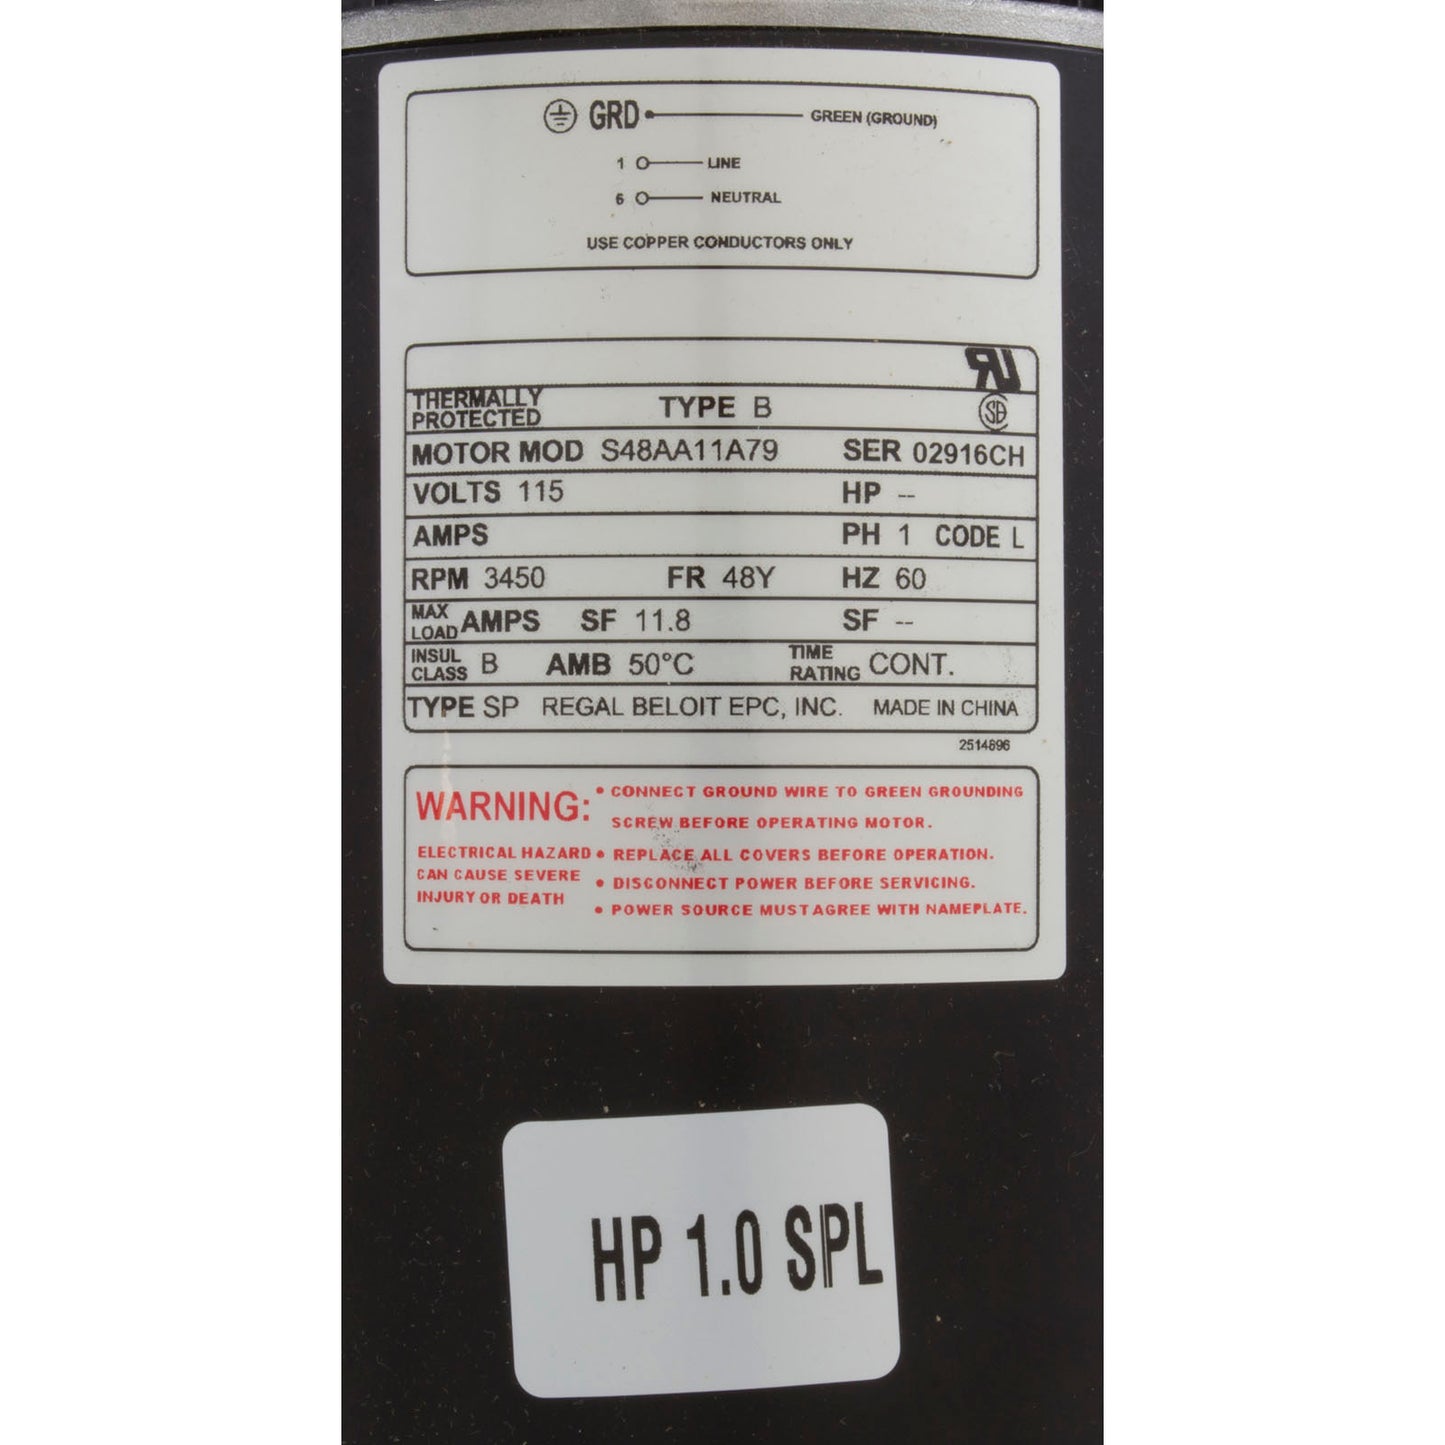 GRD GREEN (GROUND)
1 LINE
6 NEUTRAL
USE COPPER CONDUCTORS ONLY
THERMALLY
PROTECTED TYPE B
MOTOR MOD S48AA11A79 SER 02916CH
VOLTS 115 HP --
AMPS PH 1 CODE L
RPM 3450 FR 48Y HZ 60
MAX
LOAD AMPS SF 11.8 SF --
INSUL
CLASS B AMB 50°C TIME
RATING CONT.
TYPE SP REGAL BELOIT EPC, INC. MADE IN CHINA
2514896
WARNING:
ELECTRICAL HAZARD
CAN CAUSE SEVERE
INJURY OR DEATH
• CONNECT GROUND WIRE TO GREEN GROUNDING
SCREW BEFORE OPERATING MOTOR.
• REPLACE ALL COVERS BEFORE OPERATION.
• DISCONNECT POWER BEFORE SERVICING.
• POWER SOURCE MUST AGREE WITH NAMEPLATE.
HP 1.0 SPL